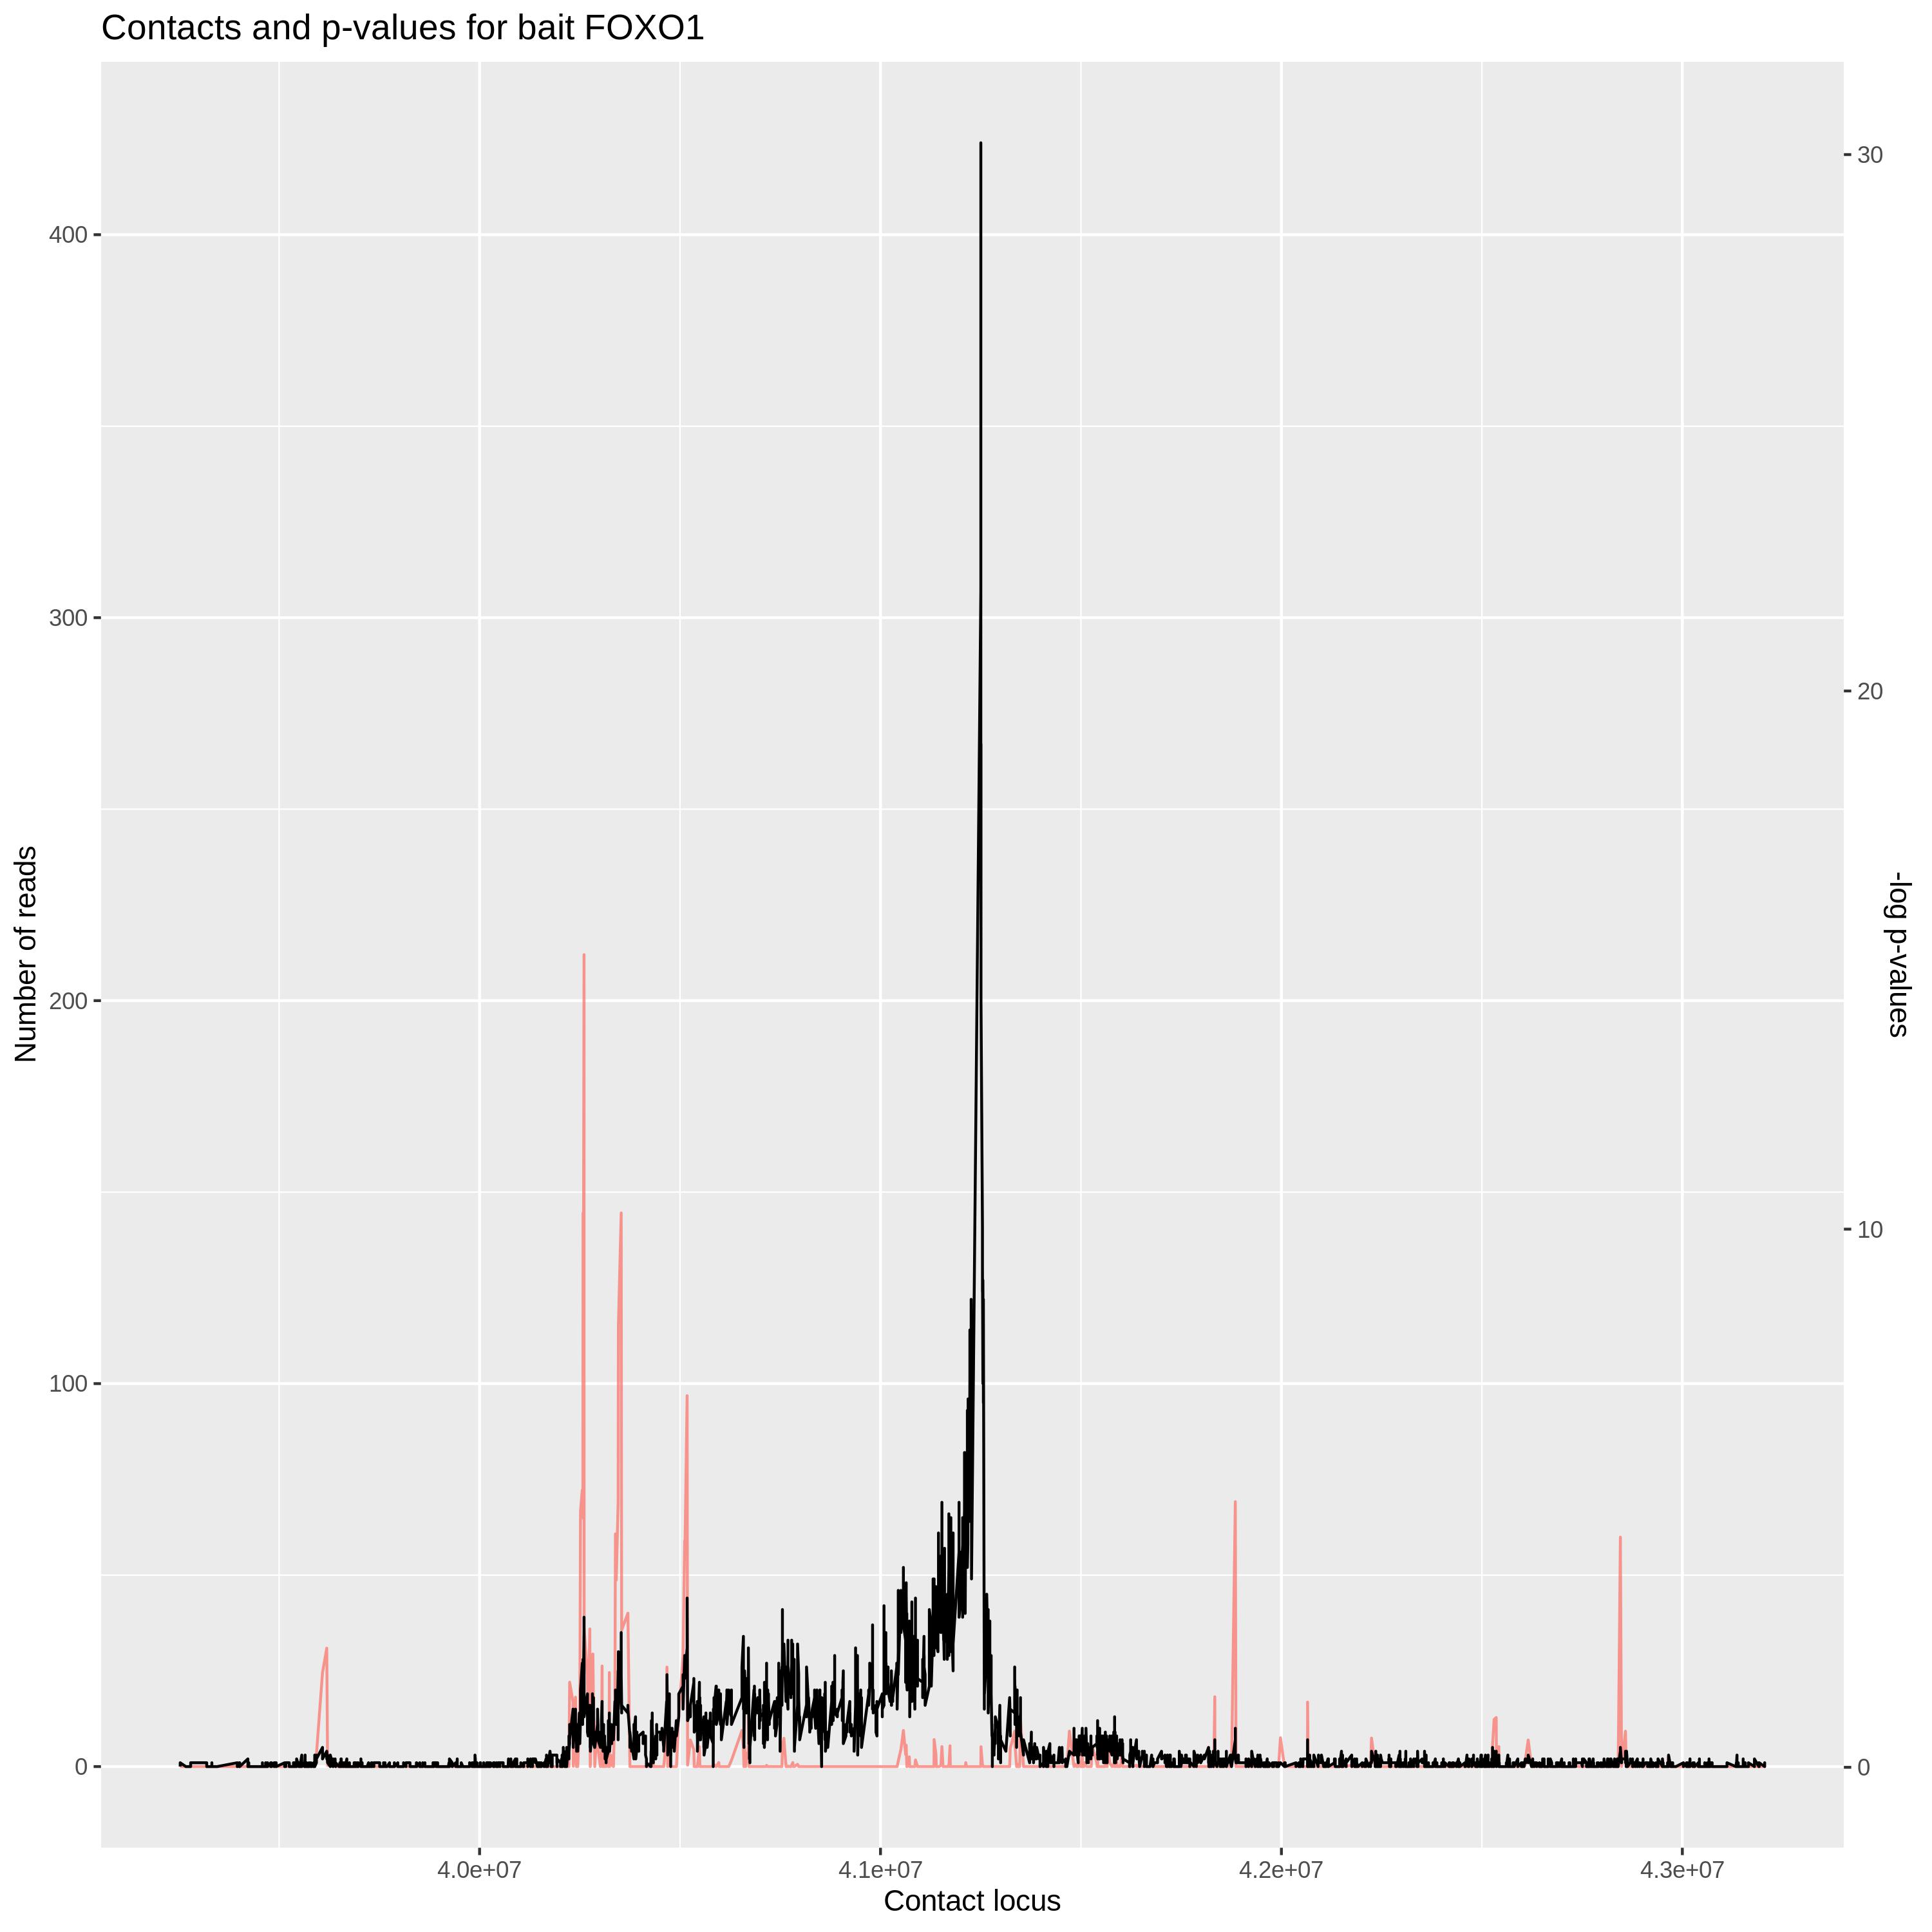 Contacts and p-values for bait FOXO1
400
300
200
100
0
Number of reads
30
20
10
0
-log p-values
4.0e+07 4.1e+07 4.2e+07 4.3e+07
Contact locus